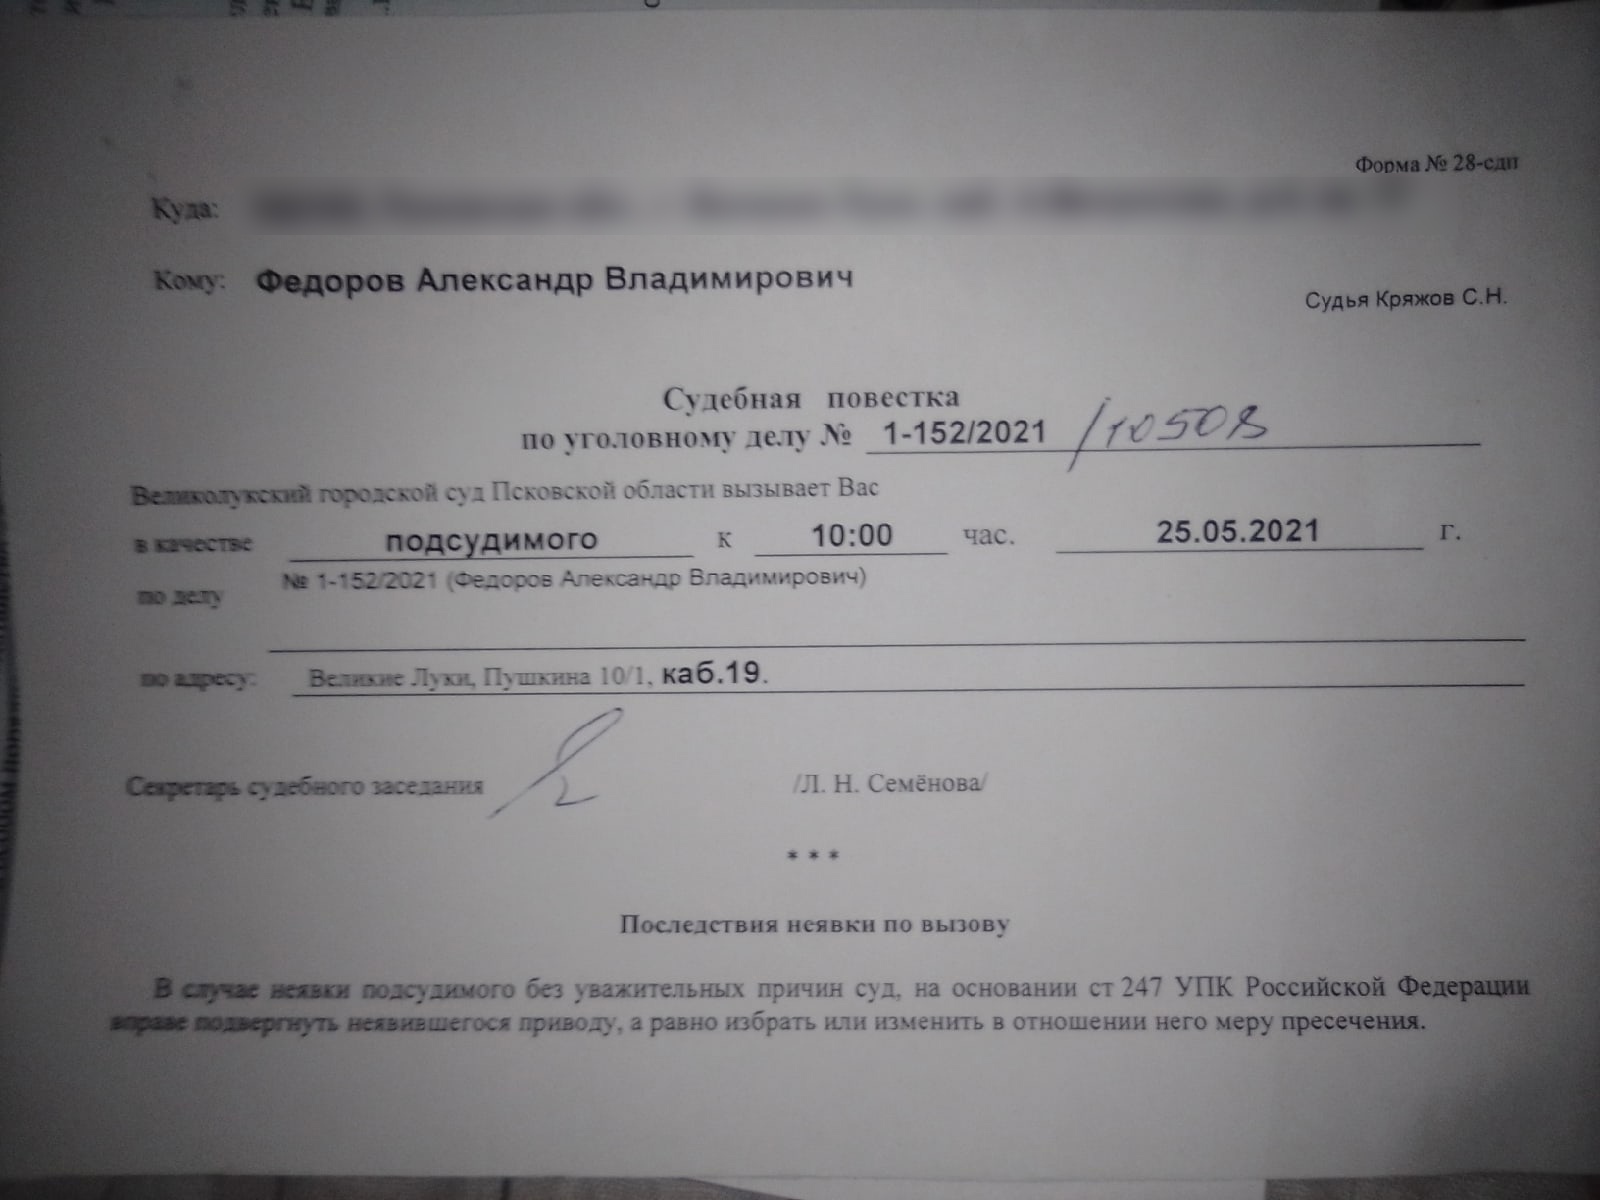 Форма № 28-сдп
Куда:
Кому: Федоров Александр Владимирович
Судья Кряжов С.Н.
Судебная повестка
по уголовному делу № 1-152/2021 /10508
Великолукский городской суд Псковской области вызывает Вас
в качестве подсудимого к 10:00 час. 25.05.2021 г.
по делу № 1-152/2021 (Федоров Александр Владимирович)
по адресу: Великие Луки, Пушкина 10/1, каб.19.
Секретарь судебного заседания /Л. Н. Семёнова/
* * *
Последствия неявки по вызову
В случае неявки подсудимого без уважительных причин суд, на основании ст 247 УПК Российской Федерации
вправе подвергнуть неявившегося приводу, а равно избрать или изменить в отношении него меру пресечения.